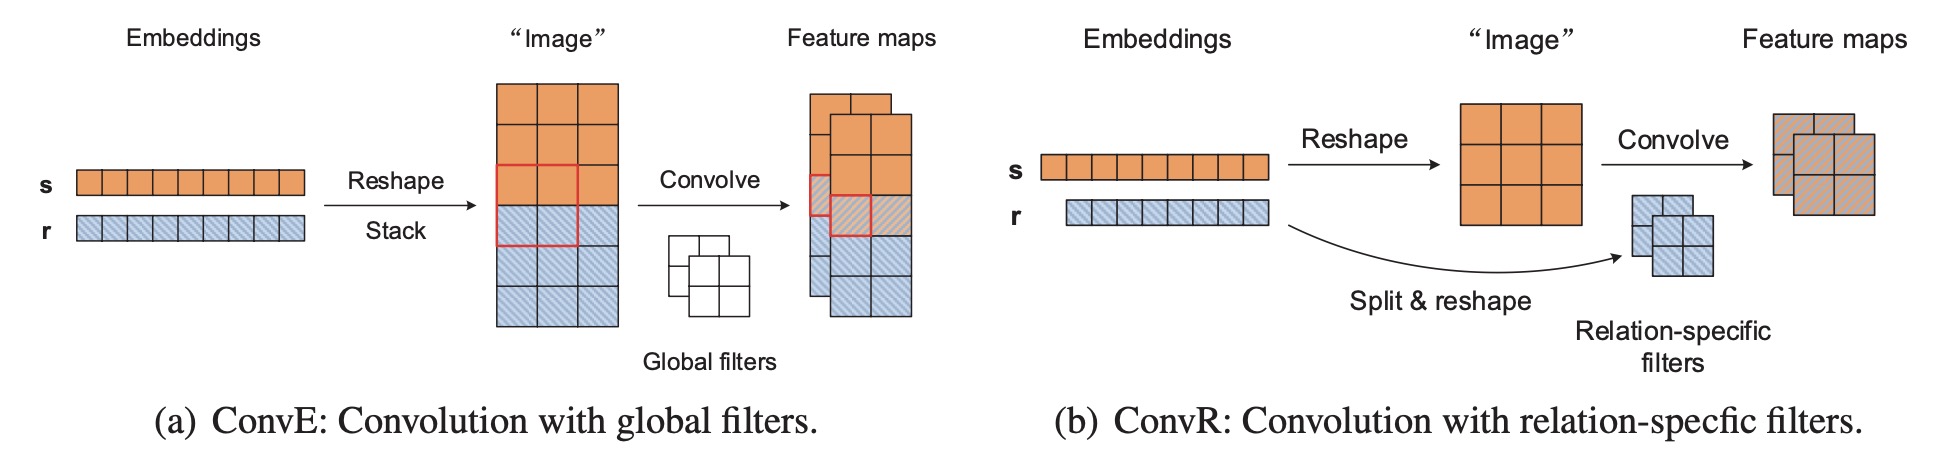 Embeddings
“Image”
Feature maps
s
r
Reshape
Stack
Convolve
Global filters
(a) ConvE: Convolution with global filters.
Embeddings
“Image”
Feature maps
s
r
Reshape
Convolve
Split & reshape
Relation-specific
filters
(b) ConvR: Convolution with relation-specfic filters.